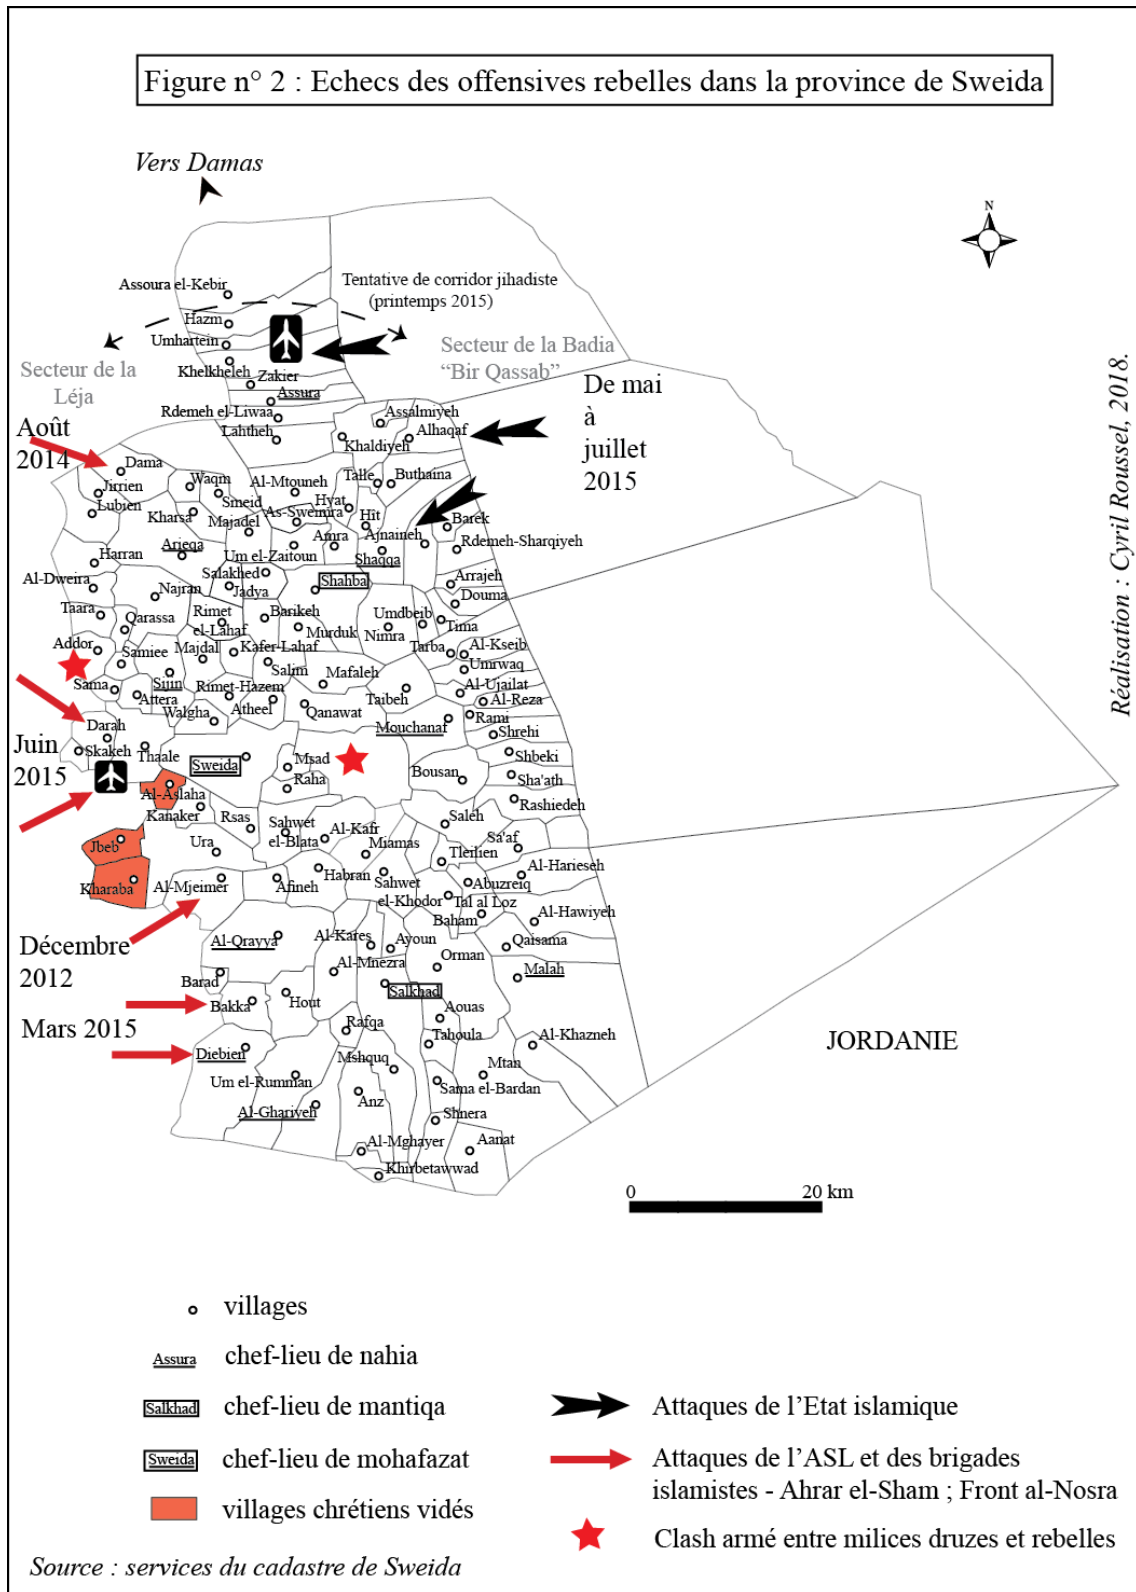 Figure n° 2 : Echecs des offensives rebelles dans la province de Sweida
Vers Damas
N
Assoura el-Kebir
Tentative de corridor jihadiste
(printemps 2015)
Hazm
Umhartein
Secteur de la Badia
“Bir Qassab”
Secteur de la
Léja
Khelkheleh
Zakier
Assura
De mai
à
juillet
2015
Rdemeh el-Liwaa
Lahtheh
Assalmiyeh
Alhaqaf
Khaldiyeh
Août
2014
Dama
Jirrien
Lubien
Waqm
Smeid
Kharsa
Al-Mtouneh
Talle
Buthaina
Hyat
As-Swemira
Hit
Majadel
Ajnaineh
Barek
Amra
Rdemeh-Sharqiyeh
Harran
Arieqa
Um el-Zaitoun
Shaqqa
Al-Dweira
Salakhed
Shahba
Arrajeh
Najran
Jadya
Douma
Taara
Qarassa
Rimet
el-Lahaf
Barikeh
Murduk
Umdbeib
Nimra
Tima
Addor
Samiee
Majdal
Kafer-Lahaf
Tarba
Al-Kseib
Umrwaq
Salim
Mafaleh
Sama
Sijin
Attera
Rimet-Hazem
Atheel
Taibeh
Al-Ujailat
Al-Reza
Walgha
Qanawat
Rami
Darah
Mouchanaf
Shrehi
Juin
2015
Skakeh
Thaale
Sweida
Msad
Raha
Shbeki
Bousan
Sha'ath
Al-Aslaha
Kanaker
Rashiedeh
Rsas
Sahwet
el-Blata
Al-Kafr
Saleh
Jbeb
Ura
Miamas
Sa'af
Tleilien
Kharaba
Al-Mjeimer
Afineh
Habran
Sahwet
el-Khodor
Abuzreiq
Al-Harieseh
Tal al Loz
Baham
Al-Hawiyeh
Décembre
2012
Al-Qrayya
Al-Kares
Ayoun
Qaisama
Orman
Malah
Barad
Al-Mnezra
Bakka
Hout
Salkhad
Aouas
Mars 2015
Rafqa
Tahoula
Al-Khazneh
JORDANIE
Diebien
Mshquq
Mtan
Um el-Rumman
Sama el-Bardan
Al-Ghariyeh
Anz
Shnera
Al-Mghayer
Aanat
Khirbetawwad
0 20 km
Réalisation : Cyril Roussel, 2018.
villages
Assura chef-lieu de nahia
Salkhad chef-lieu de mantiqa
Sweida chef-lieu de mohafazat
villages chrétiens vidés
Attaques de l’Etat islamique
Attaques de l’ASL et des brigades
islamistes - Ahrar el-Sham ; Front al-Nosra
Clash armé entre milices druzes et rebelles
Source : services du cadastre de Sweida